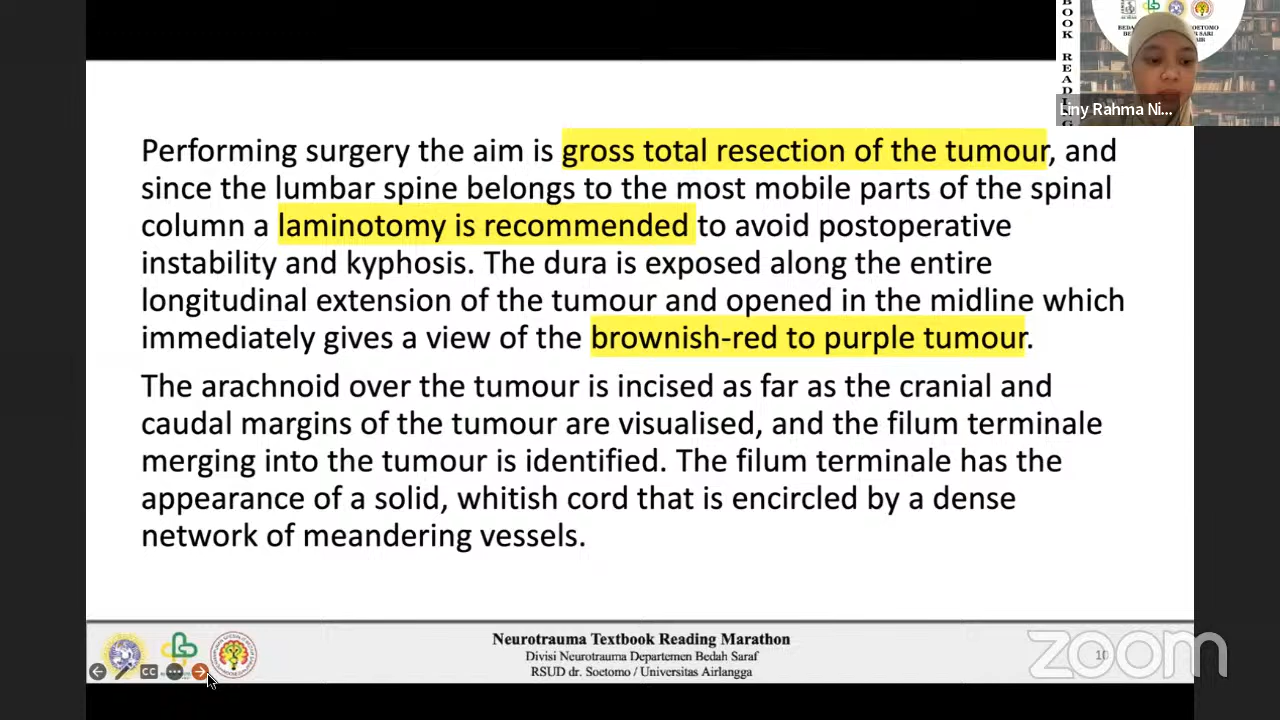 Performing surgery the aim is gross total resection of the tumour, and
since the lumbar spine belongs to the most mobile parts of the spinal
column a laminotomy is recommended to avoid postoperative
instability and kyphosis. The dura is exposed along the entire
longitudinal extension of the tumour and opened in the midline which
immediately gives a view of the brownish-red to purple tumour.
The arachnoid over the tumour is incised as far as the cranial and
caudal margins of the tumour are visualised, and the filum terminale
merging into the tumour is identified. The filum terminale has the
appearance of a solid, whitish cord that is encircled by a dense
network of meandering vessels.
Neurotrauma Textbook Reading Marathon
Divisi Neurotrauma Departemen Bedah Saraf
RSUD dr. Soetomo / Universitas Airlangga
CC
10
zoom
Liny Rahma Ni...